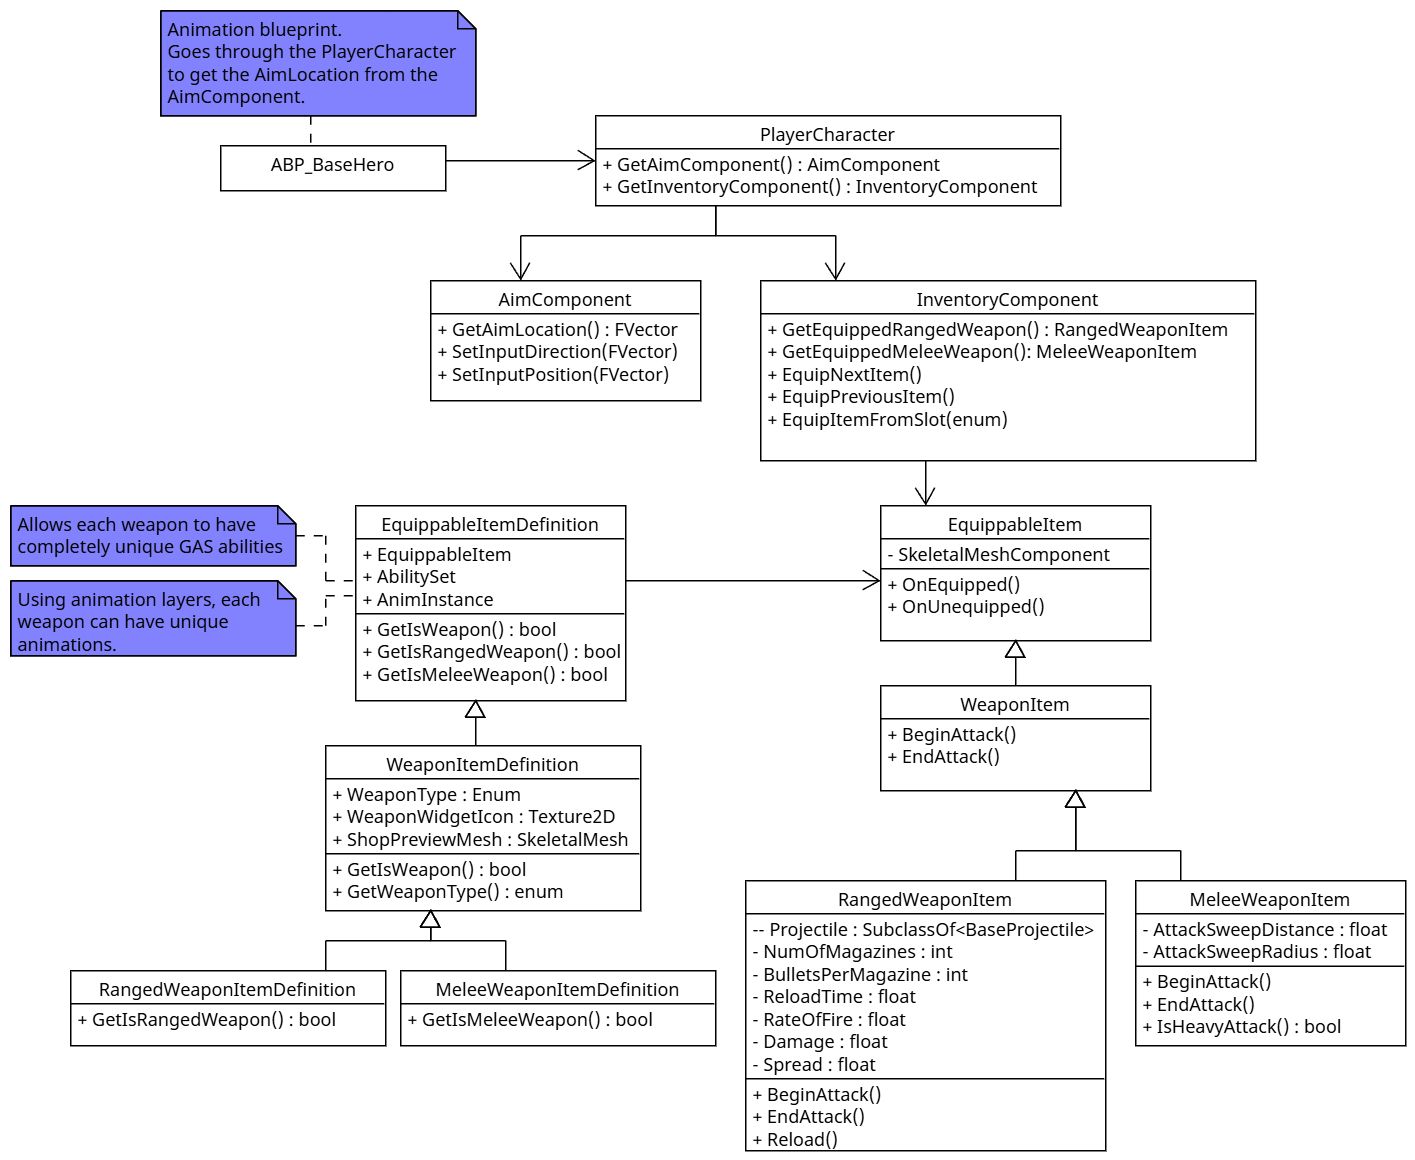 Animation blueprint.
Goes through the PlayerCharacter
to get the AimLocation from the
AimComponent.
ABP_BaseHero
PlayerCharacter
+ GetAimComponent() : AimComponent
+ GetInventoryComponent() : InventoryComponent
AimComponent
+ GetAimLocation() : FVector
+ SetInputDirection(FVector)
+ SetInputPosition(FVector)
InventoryComponent
+ GetEquippedRangedWeapon() : RangedWeaponItem
+ GetEquippedMeleeWeapon(): MeleeWeaponItem
+ EquipNextItem()
+ EquipPreviousItem()
+ EquipItemFromSlot(enum)
Allows each weapon to have
completely unique GAS abilities
Using animation layers, each
weapon can have unique
animations.
EquippableItemDefinition
+ EquippableItem
+ AbilitySet
+ AnimInstance
+ GetIsWeapon() : bool
+ GetIsRangedWeapon() : bool
+ GetIsMeleeWeapon() : bool
EquippableItem
- SkeletalMeshComponent
+ OnEquipped()
+ OnUnequipped()
WeaponItem
+ BeginAttack()
+ EndAttack()
WeaponItemDefinition
+ WeaponType : Enum
+ WeaponWidgetIcon : Texture2D
+ ShopPreviewMesh : SkeletalMesh
+ GetIsWeapon() : bool
+ GetWeaponType() : enum
RangedWeaponItemDefinition
+ GetIsRangedWeapon() : bool
MeleeWeaponItemDefinition
+ GetIsMeleeWeapon() : bool
RangedWeaponItem
-- Projectile : SubclassOf<BaseProjectile>
- NumOfMagazines : int
- BulletsPerMagazine : int
- ReloadTime : float
- RateOfFire : float
- Damage : float
- Spread : float
+ BeginAttack()
+ EndAttack()
+ Reload()
MeleeWeaponItem
- AttackSweepDistance : float
- AttackSweepRadius : float
+ BeginAttack()
+ EndAttack()
+ IsHeavyAttack() : bool